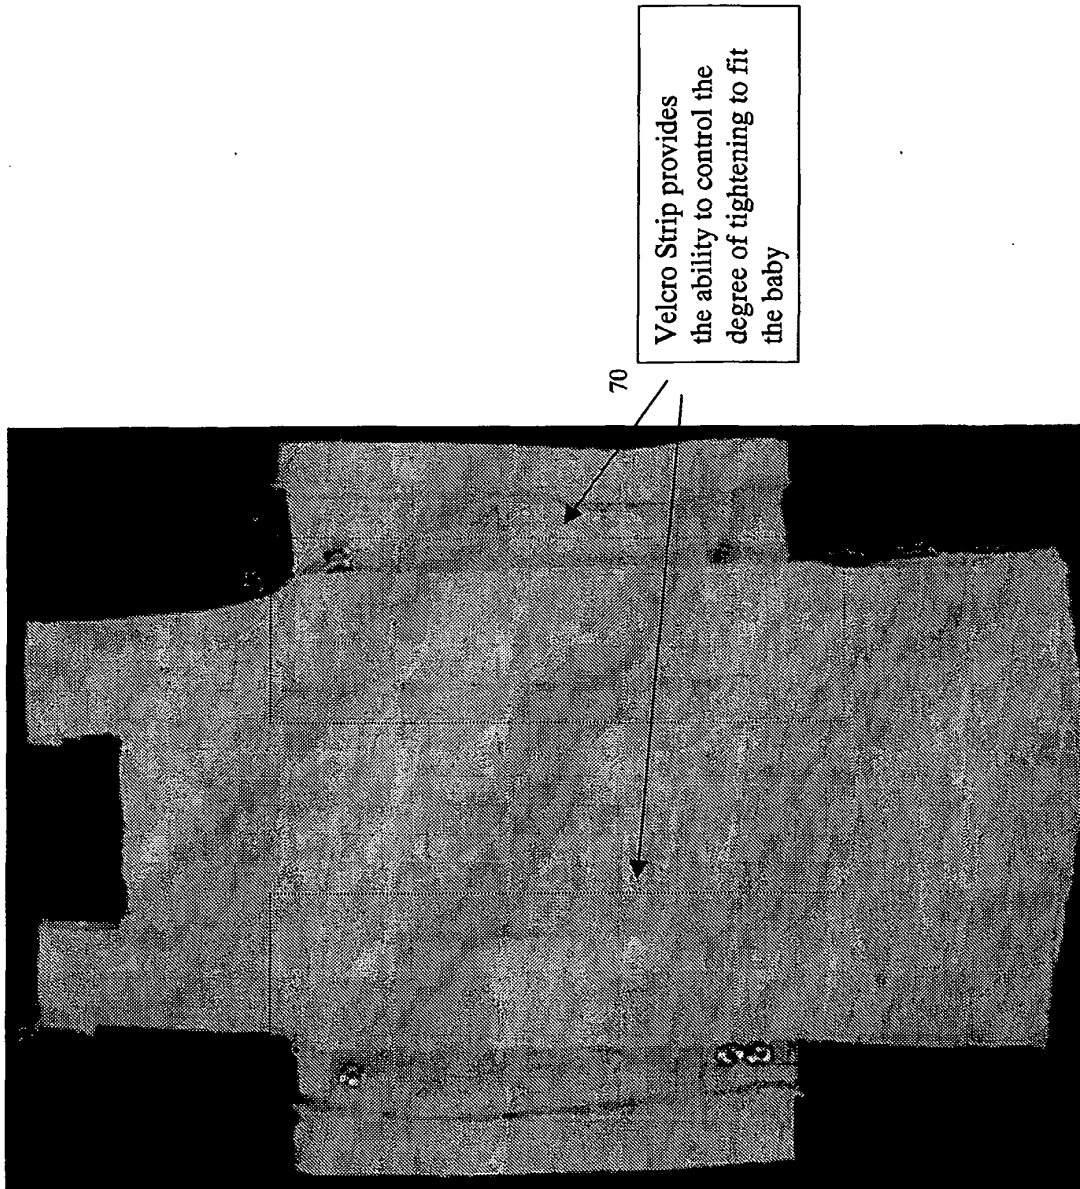 70
Velcro Strip provides
the ability to control the
degree of tightening to fit
the baby